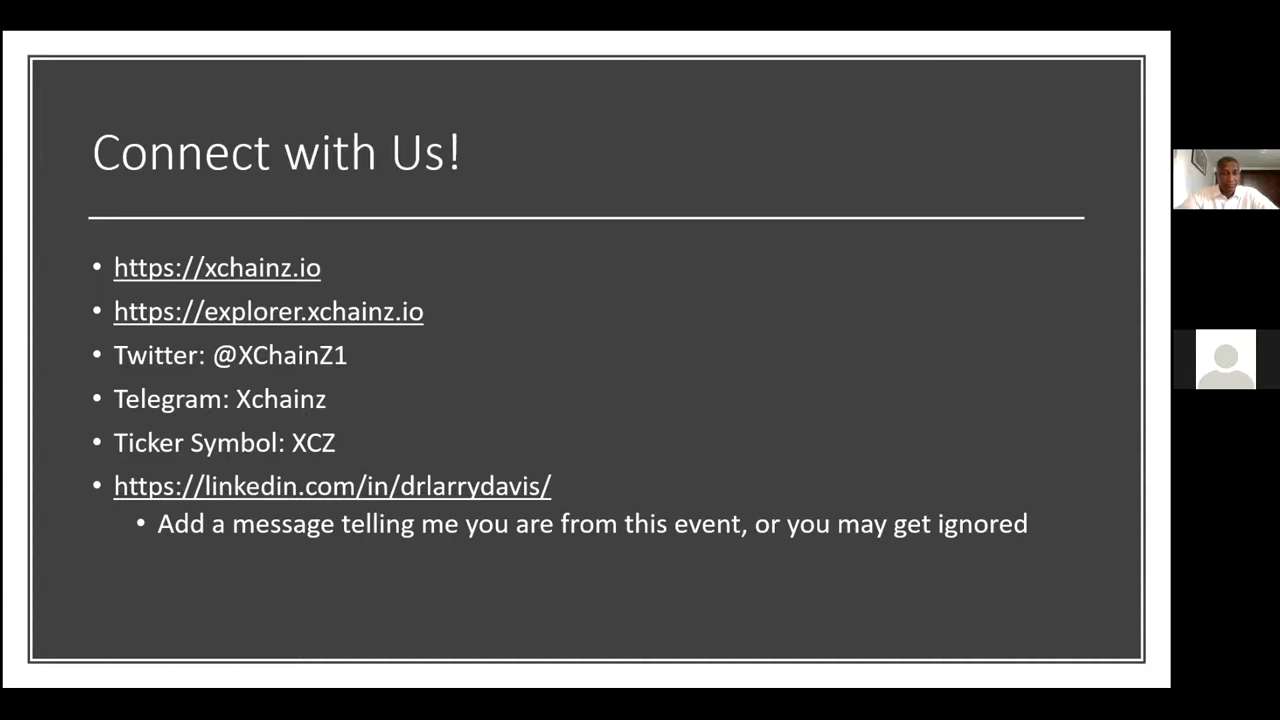 Connect with Us!
• https://xchainz.io
• https://explorer.xchainz.io
• Twitter: @XChainZ1
• Telegram: Xchainz
• Ticker Symbol: XCZ
• https://linkedin.com/in/drlarrydavis/
• Add a message telling me you are from this event, or you may get ignored